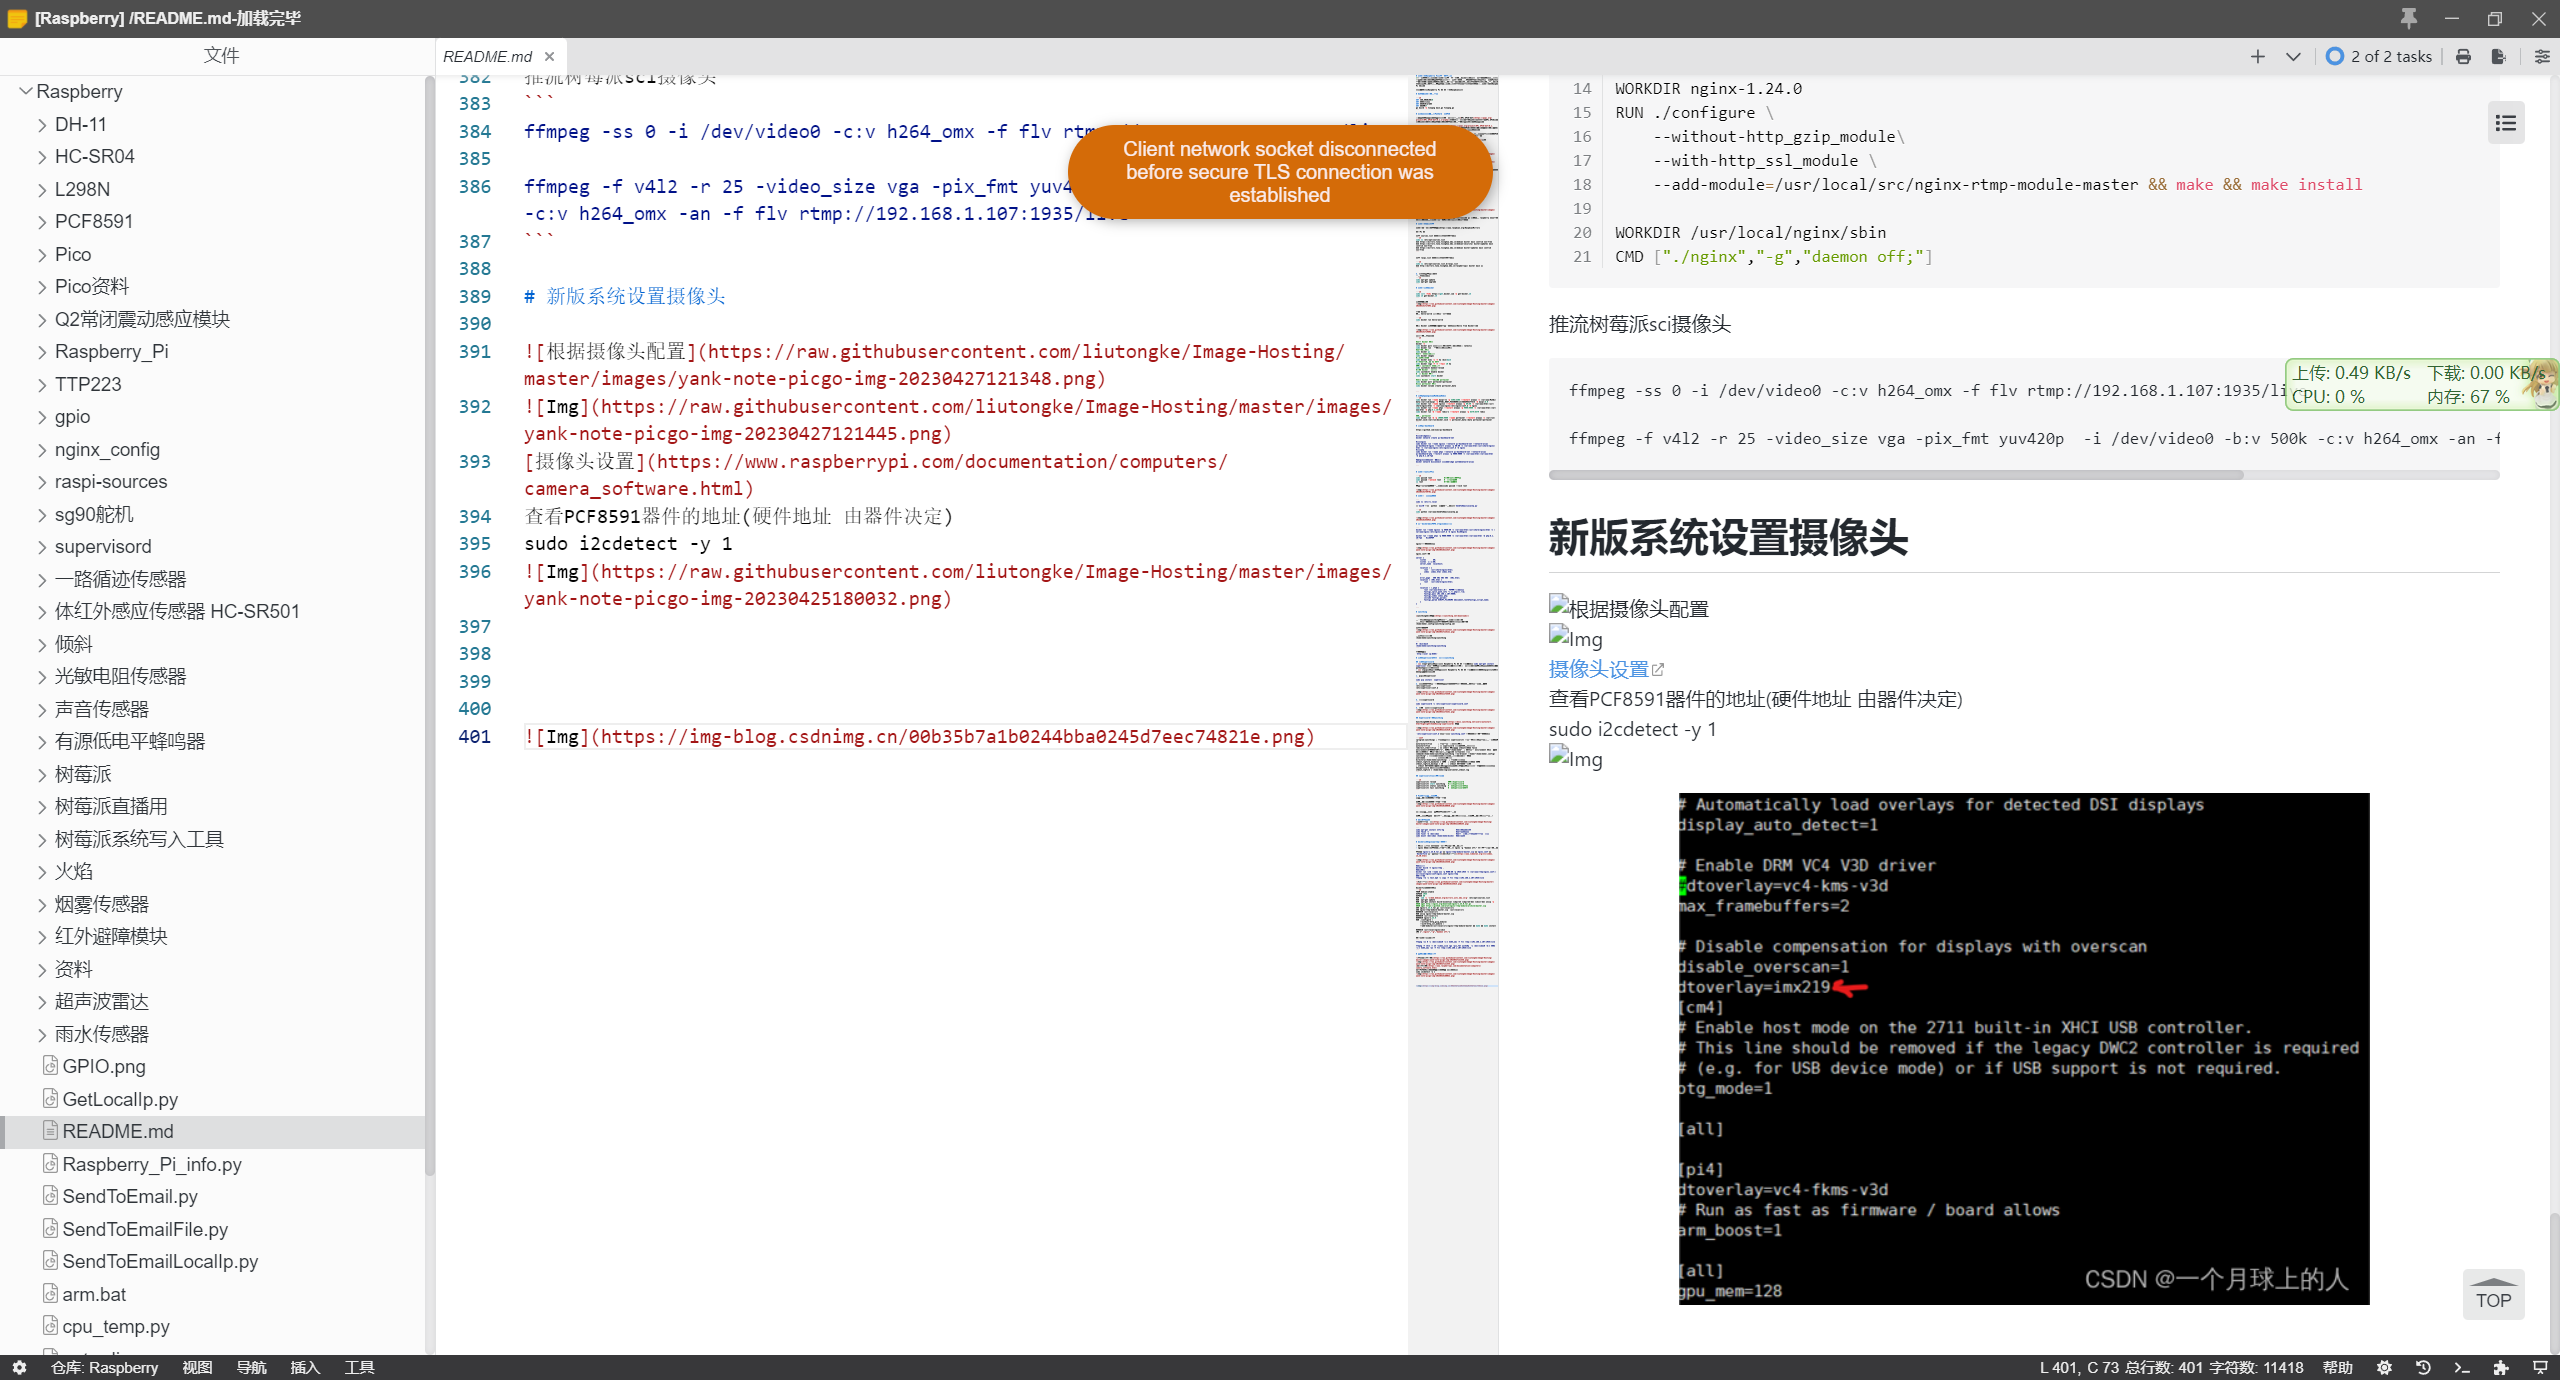 [Raspberry] /README.md-加载完毕
文件
README.md
2 of 2 tasks
Raspberry
DH-11
HC-SR04
L298N
PCF8591
Pico
Pico资料
Q2常闭震动感应模块
Raspberry_Pi
TTP223
gpio
nginx_config
raspi-sources
sg90舵机
supervisord
一路循迹传感器
体红外感应传感器 HC-SR501
倾斜
光敏电阻传感器
声音传感器
有源低电平蜂鸣器
树莓派
树莓派直播用
树莓派系统写入工具
火焰
烟雾传感器
红外避障模块
资料
超声波雷达
雨水传感器
GPIO.png
GetLocalIp.py
README.md
Raspberry_Pi_info.py
SendToEmail.py
SendToEmailFile.py
SendToEmailLocalIp.py
arm.bat
cpu_temp.py
382 推流树莓派sci摄像头
383 ```
384 ffmpeg -ss 0 -i /dev/video0 -c:v h264_omx -f flv
385
386 ffmpeg -f v4l2 -r 25 -video_size vga -pix_fmt
-c:v h264_omx -an -f flv rtmp://192.168.1.107:1935/live
387 ```
388
389 # 新版系统设置摄像头
390
391 ![根据摄像头配置](https://raw.githubusercontent.com/liutongke/Image-Hosting/
master/images/yank-note-picgo-img-20230427121348.png)
392 ![Img](https://raw.githubusercontent.com/liutongke/Image-Hosting/master/images/
yank-note-picgo-img-20230427121445.png)
393 [摄像头设置](https://www.raspberrypi.com/documentation/computers/
camera_software.html)
394 查看PCF8591器件的地址(硬件地址 由器件决定)
395 sudo i2cdetect -y 1
396 ![Img](https://raw.githubusercontent.com/liutongke/Image-Hosting/master/images/
yank-note-picgo-img-20230425180032.png)
397
398
399
400
401 ![Img](https://img-blog.csdnimg.cn/00b35b7a1b0244bba0245d7eec74821e.png)
Client network socket disconnected
before secure TLS connection was
established
14 WORKDIR nginx-1.24.0
15 RUN ./configure \
16 --without-http_gzip_module\
17 --with-http_ssl_module \
18 --add-module=/usr/local/src/nginx-rtmp-module-master && make && make install
19
20 WORKDIR /usr/local/nginx/sbin
21 CMD ["./nginx","-g","daemon off;"]
推流树莓派sci摄像头
ffmpeg -ss 0 -i /dev/video0 -c:v h264_omx -f flv rtmp://192.168.1.107:1935/li
ffmpeg -f v4l2 -r 25 -video_size vga -pix_fmt yuv420p  -i /dev/video0 -b:v 500k -c:v h264_omx -an -f
上传: 0.49 KB/s 下载: 0.00 KB/s
CPU: 0 % 内存: 67 %
新版系统设置摄像头
根据摄像头配置
Img
摄像头设置
查看PCF8591器件的地址(硬件地址 由器件决定)
sudo i2cdetect -y 1
Img
# Automatically load overlays for detected DSI displays
display_auto_detect=1
# Enable DRM VC4 V3D driver
#dtoverlay=vc4-kms-v3d
max_framebuffers=2
# Disable compensation for displays with overscan
disable_overscan=1
dtoverlay=imx219
[cm4]
# Enable host mode on the 2711 built-in XHCI USB controller.
# This line should be removed if the legacy DWC2 controller is required
# (e.g. for USB device mode) or if USB support is not required.
otg_mode=1
[all]
[pi4]
dtoverlay=vc4-fkms-v3d
# Run as fast as firmware / board allows
arm_boost=1
[all]
gpu_mem=128
CSDN @一个月球上的人
TOP
仓库: Raspberry 视图 导航 插入 工具
L 401, C 73 总行数: 401 字符数: 11418 帮助